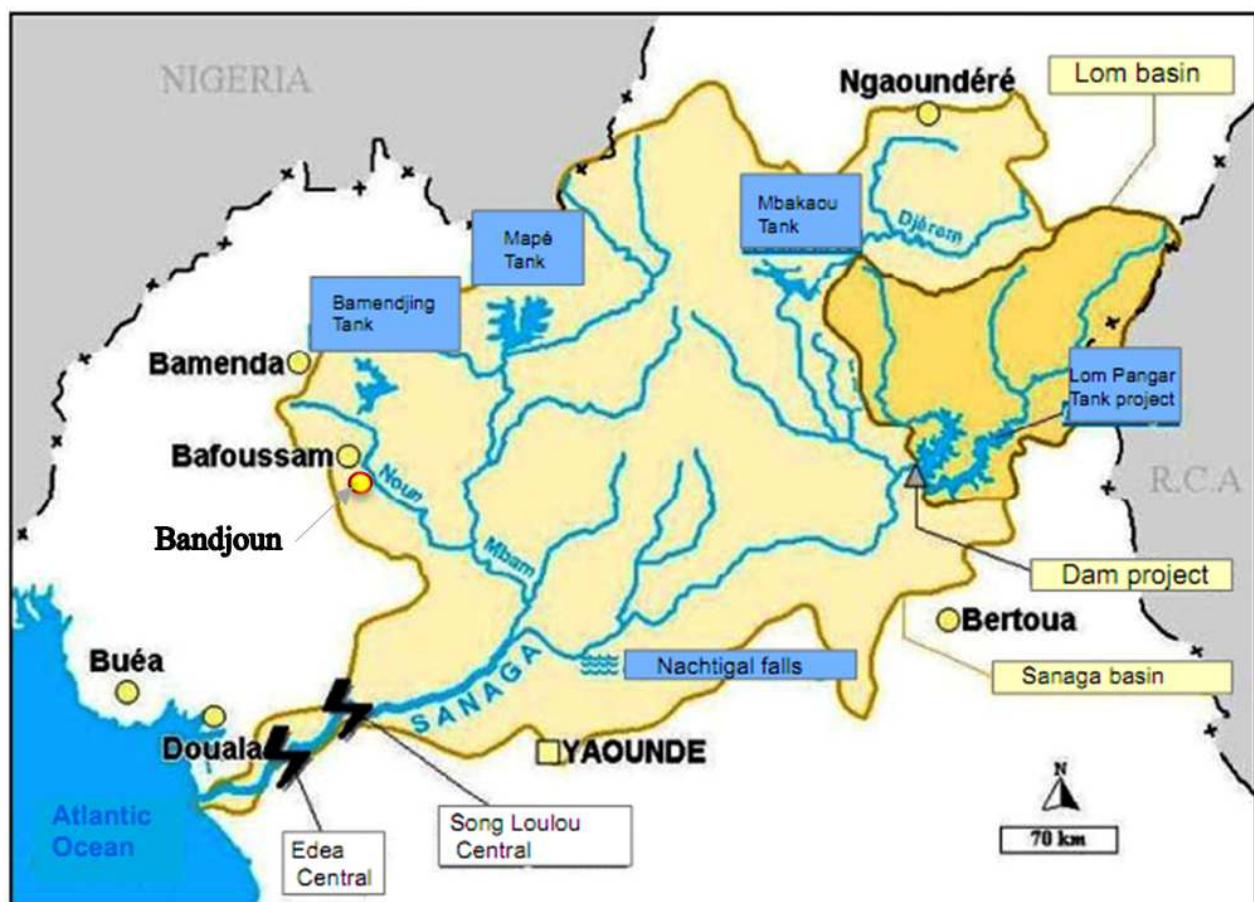 NIGERIA
Ngaoundéré
Lom basin
Mbakaou
Tank
Djérem
Mapé
Tank
Bamendjing
Tank
Bamenda
Lom Pangar
Tank project
Bafoussam
Noun
R.C.A
Bandjoun
Mbam
Dam project
Bertoua
Buéa
Nachtigal falls
Sanaga basin
SANAGA
Douala
YAOUNDE
N
Atlantic
Ocean
Song Loulou
Central
70 km
Edea
Central